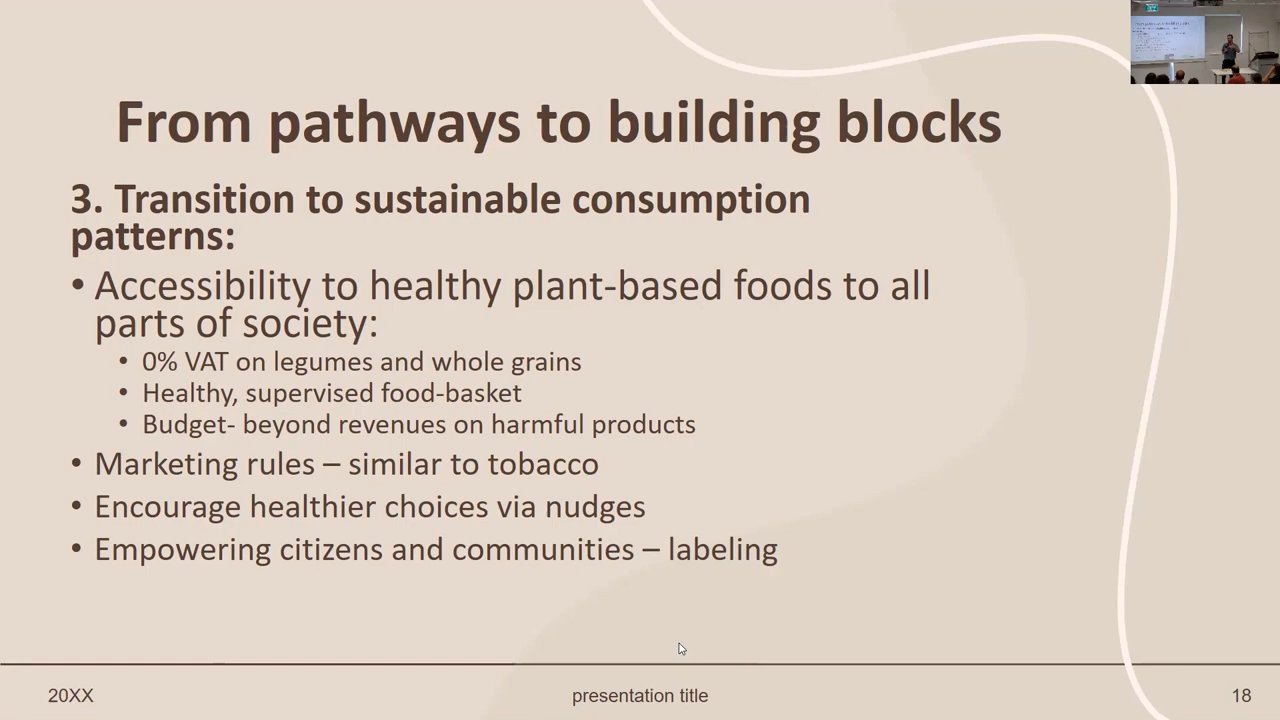 From pathways to building blocks
3. Transition to sustainable consumption
patterns:
• Accessibility to healthy plant-based foods to all
parts of society:
• 0% VAT on legumes and whole grains
• Healthy, supervised food-basket
• Budget- beyond revenues on harmful products
• Marketing rules – similar to tobacco
• Encourage healthier choices via nudges
• Empowering citizens and communities – labeling
20XX
presentation title
18